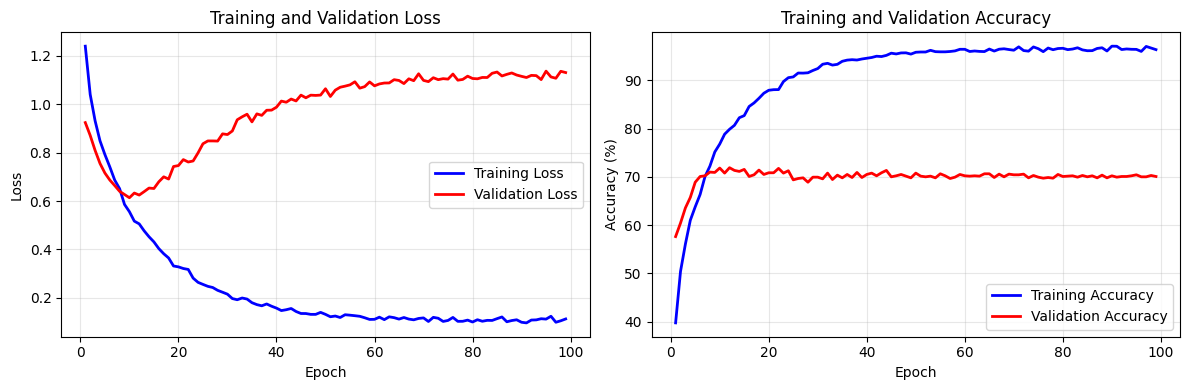 Training and Validation Loss
Loss
1.2
1.0
0.8
0.6
0.4
0.2
Training Loss
Validation Loss
0 20 40 60 80 100
Epoch
Training and Validation Accuracy
Accuracy (%)
90
80
70
60
50
40
Training Accuracy
Validation Accuracy
0 20 40 60 80 100
Epoch